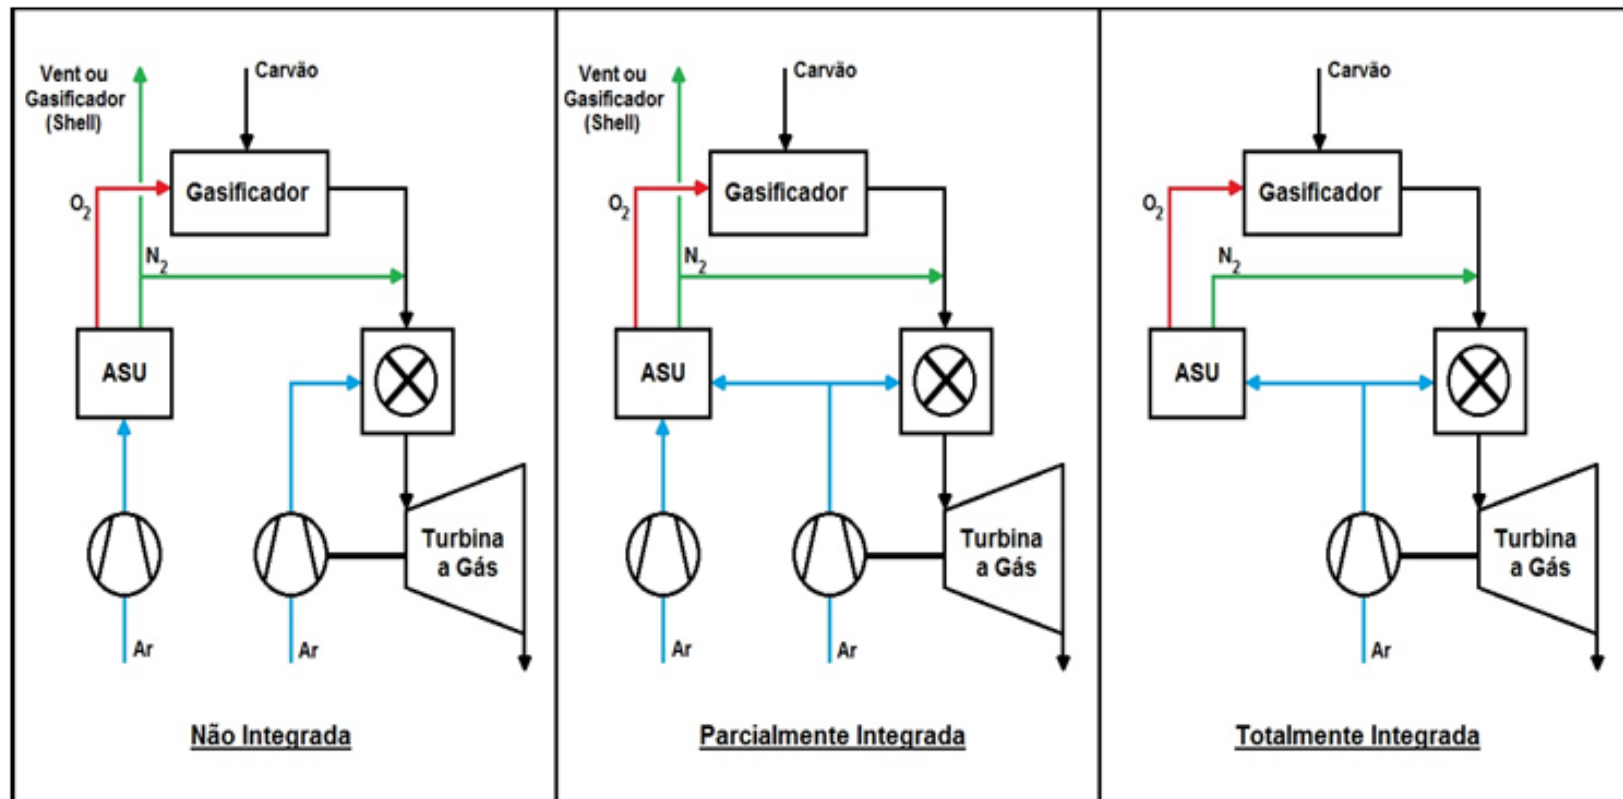 Vent ou
Gasificador
(Shell)
Carvão
O2
Gasificador
N2
ASU
Turbina
a Gás
Ar
Ar
Não Integrada
Vent ou
Gasificador
(Shell)
Carvão
O2
Gasificador
N2
ASU
Turbina
a Gás
Ar
Ar
Parcialmente Integrada
Carvão
O2
Gasificador
N2
ASU
Turbina
a Gás
Ar
Totalmente Integrada